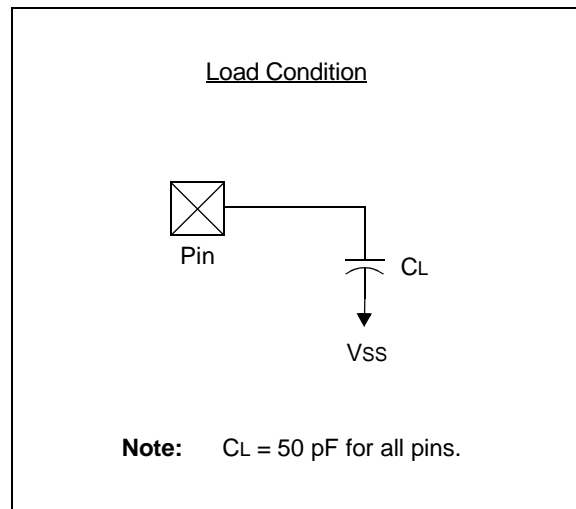 Load Condition
Pin
CL
VSS
Note: CL = 50 pF for all pins.